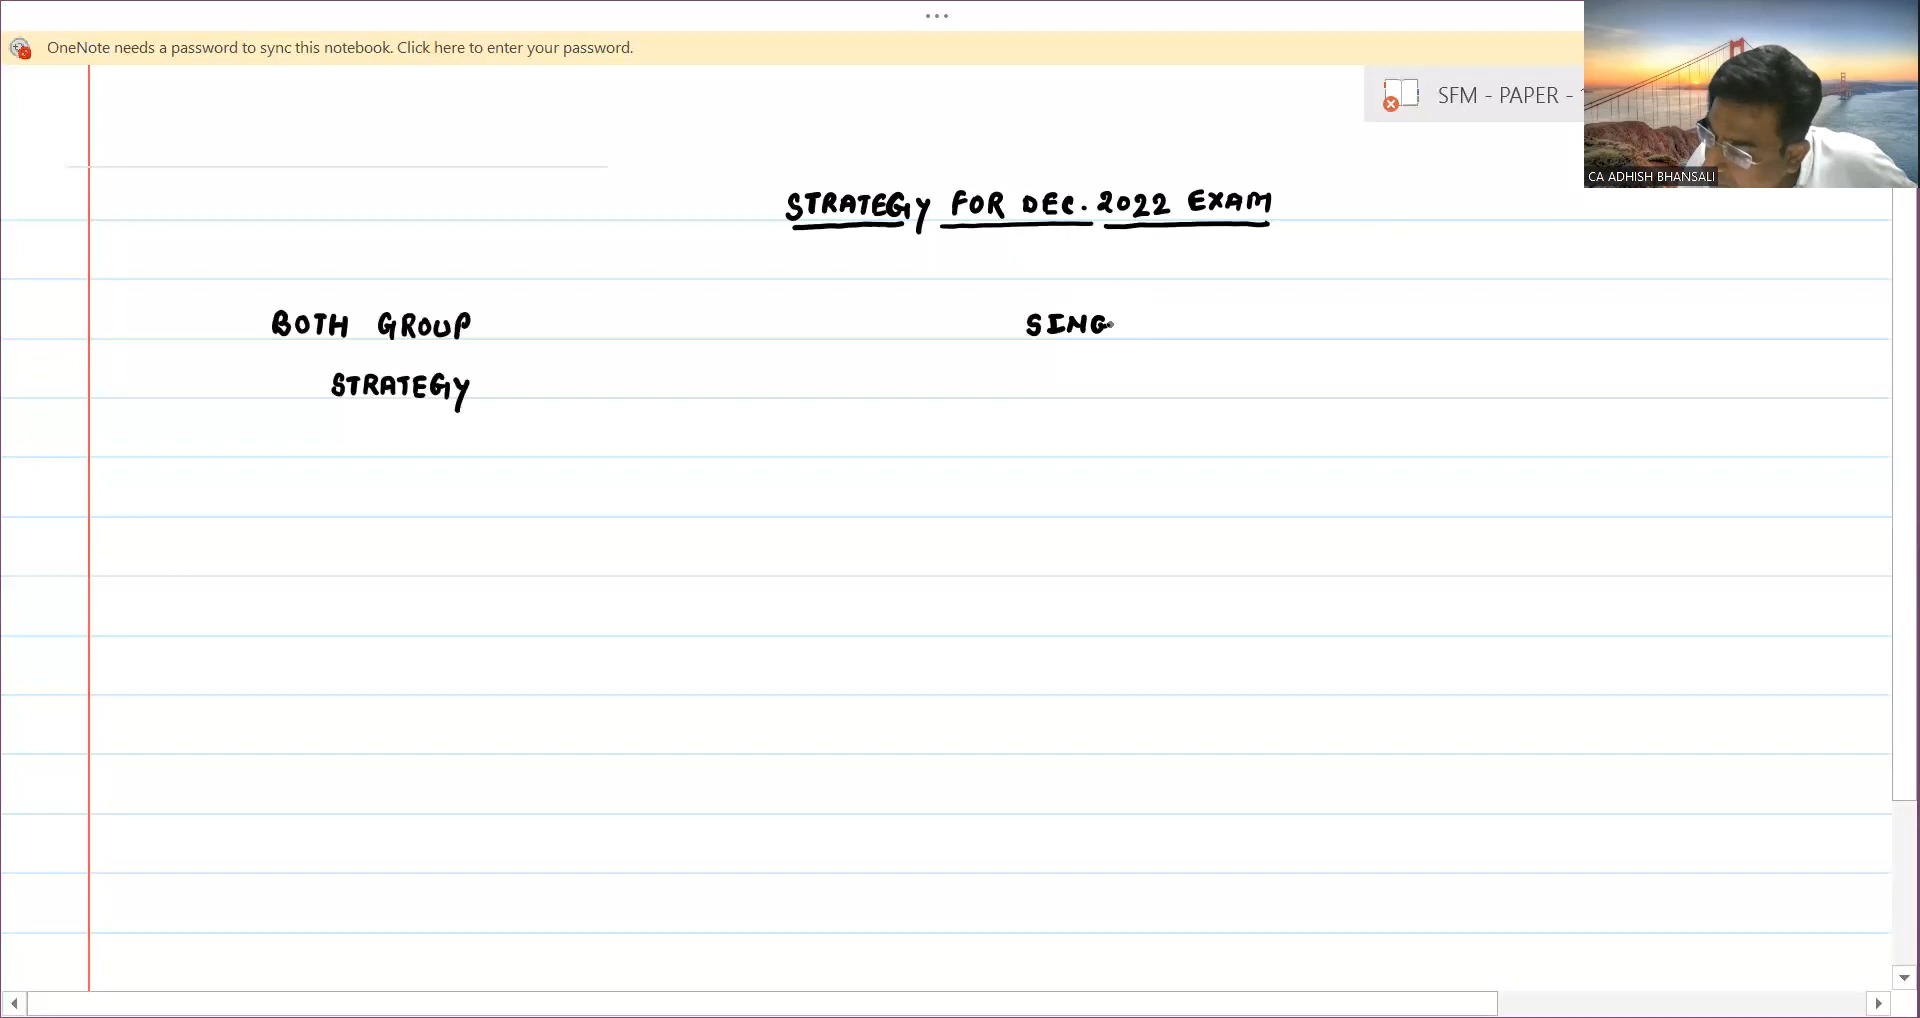 OneNote needs a password to sync this notebook. Click here to enter your password.
SFM - PAPER -
CA ADHISH BHANSALI
STRATEGY FOR DEC. 2022 EXAM
BOTH GROUP
SING
STRATEGY